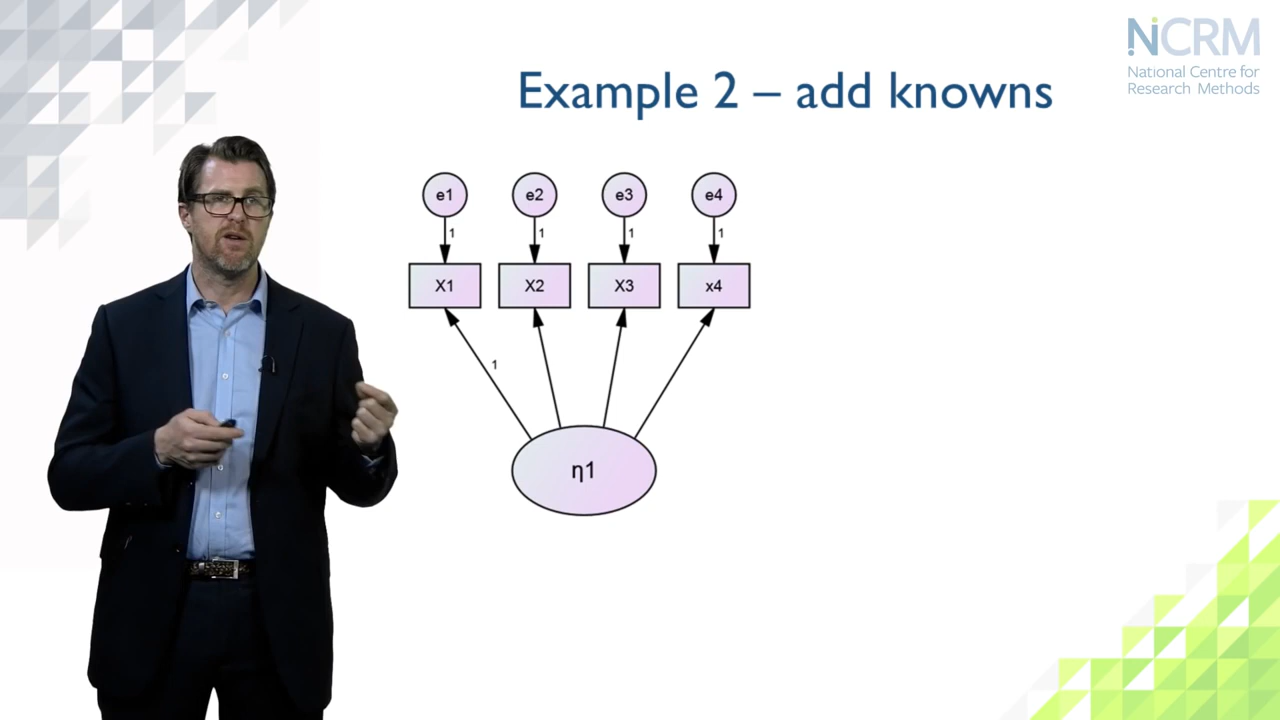 NCRM
National Centre for
Research Methods
Example 2 – add knowns
e1 e2 e3 e4
1 1 1 1
X1 X2 X3 x4
1
η1